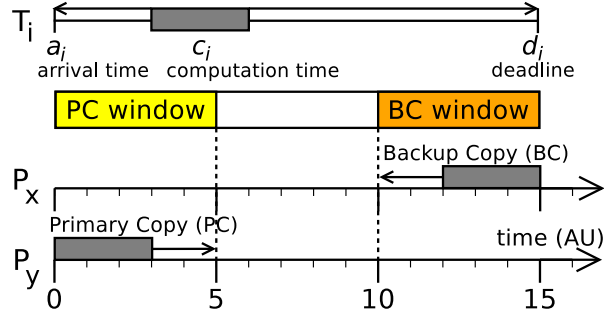 Ti
ai ci di
arrival time computation time deadline
PC window BC window
Backup Copy (BC)
Px
Primary Copy (PC)
time (AU)
Py
0 5 10 15